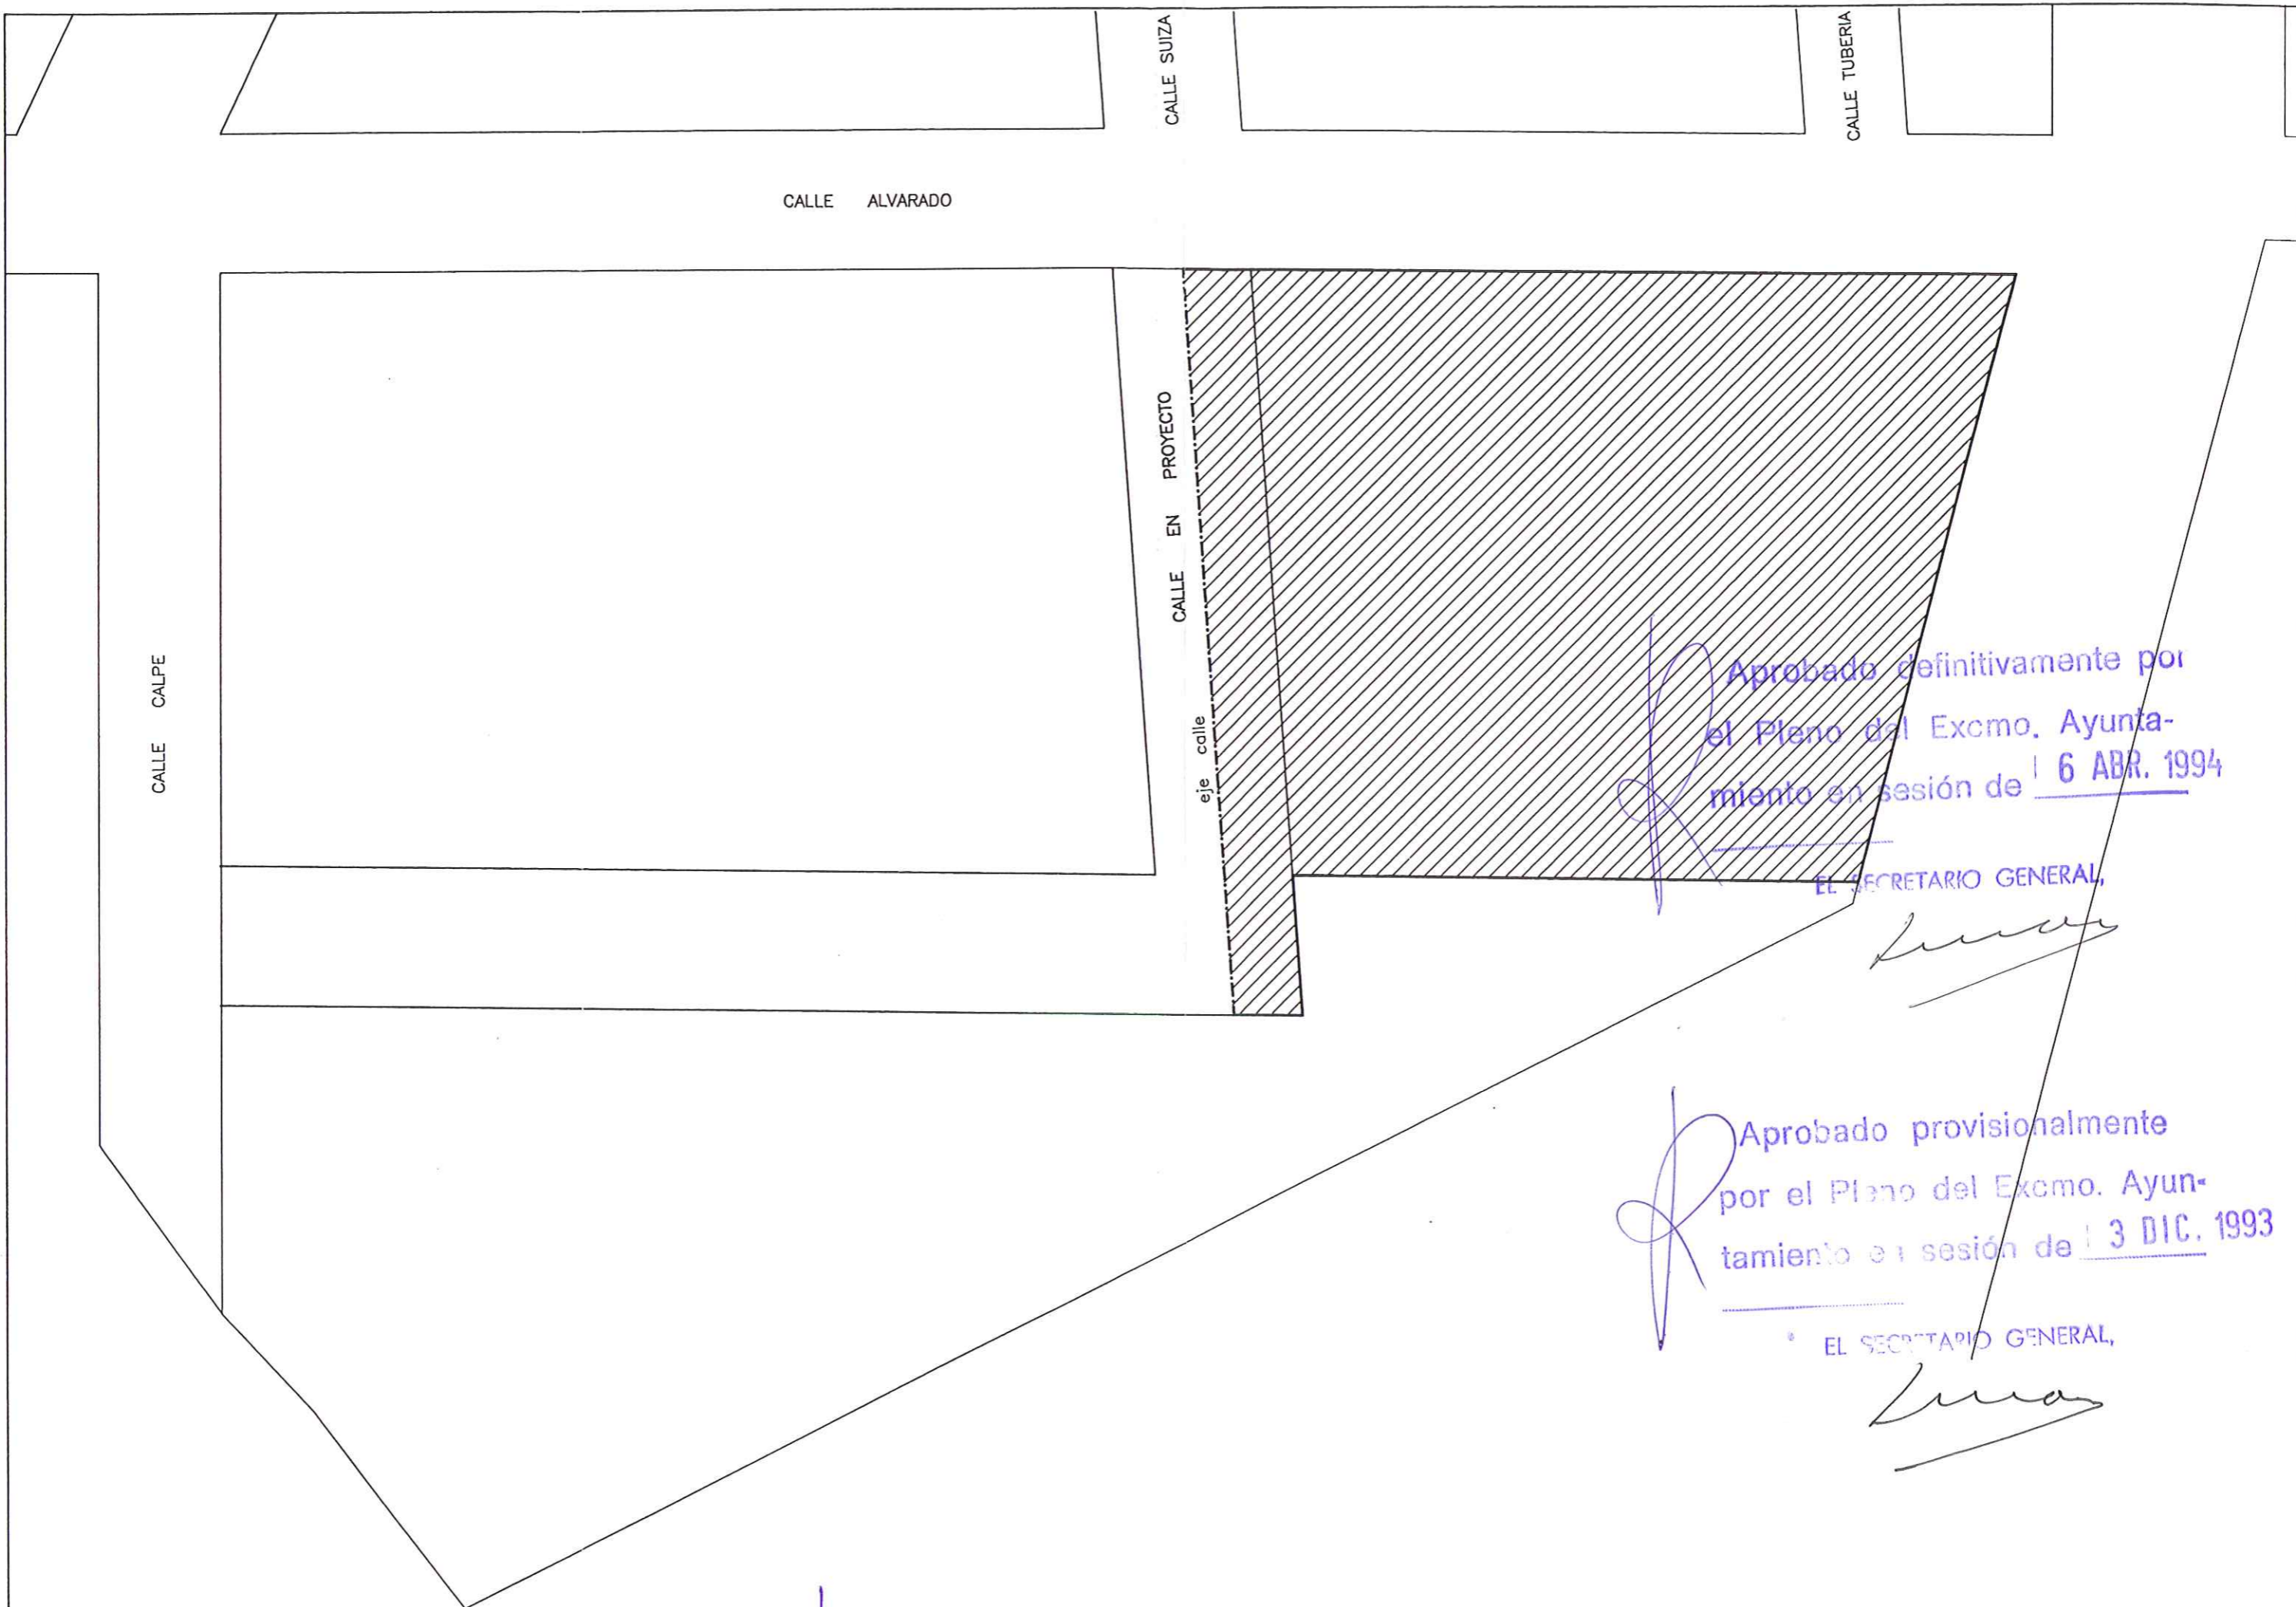 CALLE SUIZA
CALLE TUBERIA
CALLE ALVARADO
CALLE EN PROYECTO
CALLE CALPE
eje calle
Aprobado definitivamente por
el Pleno del Excmo. Ayunta-
miento en sesión de 6 ABR. 1994
EL SECRETARIO GENERAL,
Aprobado provisionalmente
por el Pleno del Excmo. Ayun-
tamiento en sesión de 3 DIC. 1993
EL SECRETARIO GENERAL,